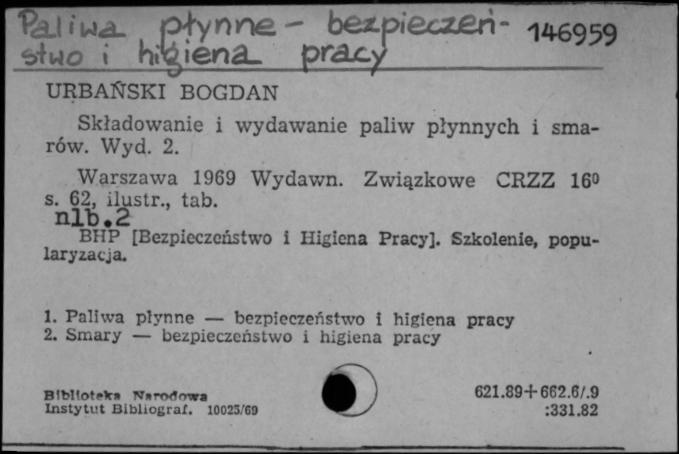 Paliwa płynne - bezpieczeń-
stwo i higiena pracy
146959
URBAŃSKI BOGDAN
Składowanie i wydawanie paliw płynnych i sma-
rów. Wyd. 2.
Warszawa 1969 Wydawn. Związkowe CRZZ 16⁰
s. 62, ilustr., tab.
nlb.2
BHP [Bezpieczeństwo i Higiena Pracy]. Szkolenie, popu-
laryzacja.
1. Paliwa płynne — bezpieczeństwo i higiena pracy
2. Smary — bezpieczeństwo i higiena pracy
Biblioteka Narodowa
Instytut Bibliograf. 10025/69
621.89+662.6/.9
:331.82